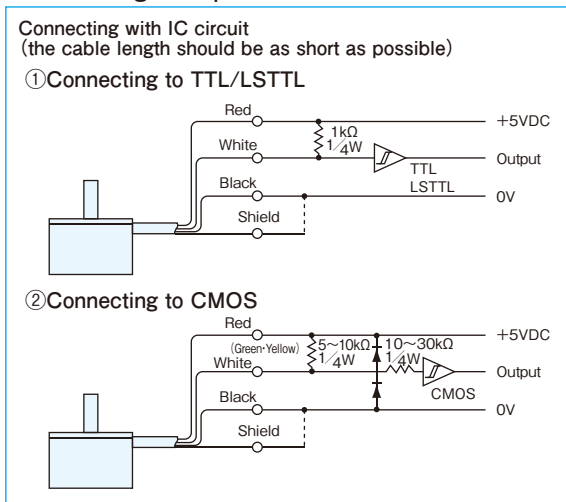 Connecting with IC circuit
(the cable length should be as short as possible)
①Connecting to TTL/LSTTL
Red
+5VDC
1kΩ
1/4W
White
Output
TTL
LSTTL
Black
0V
Shield
②Connecting to CMOS
Red
+5VDC
(Green·Yellow)
5~10kΩ
1/4W
10~30kΩ
1/4W
White
Output
CMOS
Black
0V
Shield